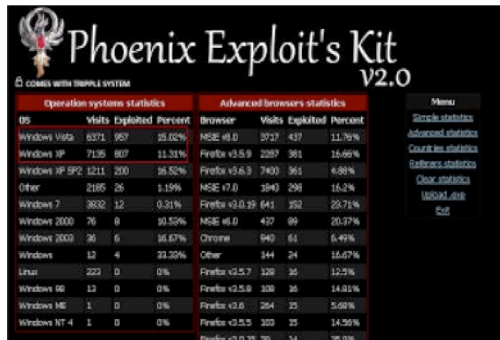 Phoenix Exploit's Kit
v2.0
COMES WITH TRIPPLE SYSTEM
Operation systems statistics
OS Visits Exploited Percent
Windows Vista 6371 957 15.02%
Windows XP 7135 807 11.31%
Windows XP SP2 1211 200 16.52%
Other 2185 26 1.19%
Windows 7 3832 12 0.31%
Windows 2000 76 8 10.53%
Windows 2003 36 6 16.67%
Windows 12 4 33.33%
Linux 223 0 0%
Windows 98 13 0 0%
Windows ME 1 0 0%
Windows NT 4 1 0 0%
Advanced browsers statistics
Browser Visits Exploited Percent
MSIE v8.0 3717 437 11.76%
Firefox v3.5.9 2287 381 16.66%
Firefox v3.6.3 7400 361 4.88%
MSIE v7.0 1840 298 16.2%
Firefox v3.0.19 641 152 23.71%
MSIE v6.0 437 89 20.37%
Chrome 940 61 6.49%
Other 144 24 16.67%
Firefox v3.5.7 128 16 12.5%
Firefox v3.5.8 108 16 14.81%
Firefox v3.6 264 15 5.68%
Firefox v3.5.5 103 15 14.56%
Menu
Simple statistics
Advanced statistics
Countries statistics
Referers statistics
Clear statistics
Upload .exe
Exit